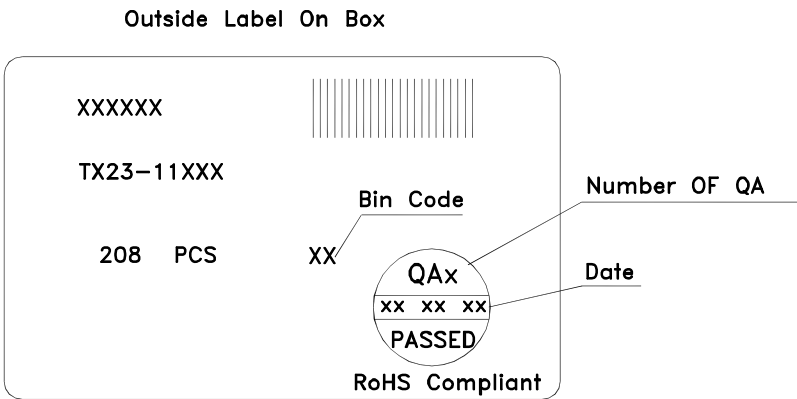 Outside Label On Box
XXXXXX
TX23-11XXX
Bin Code
Number OF QA
208 PCS XX
QAx
Date
xx xx xx
PASSED
RoHS Compliant